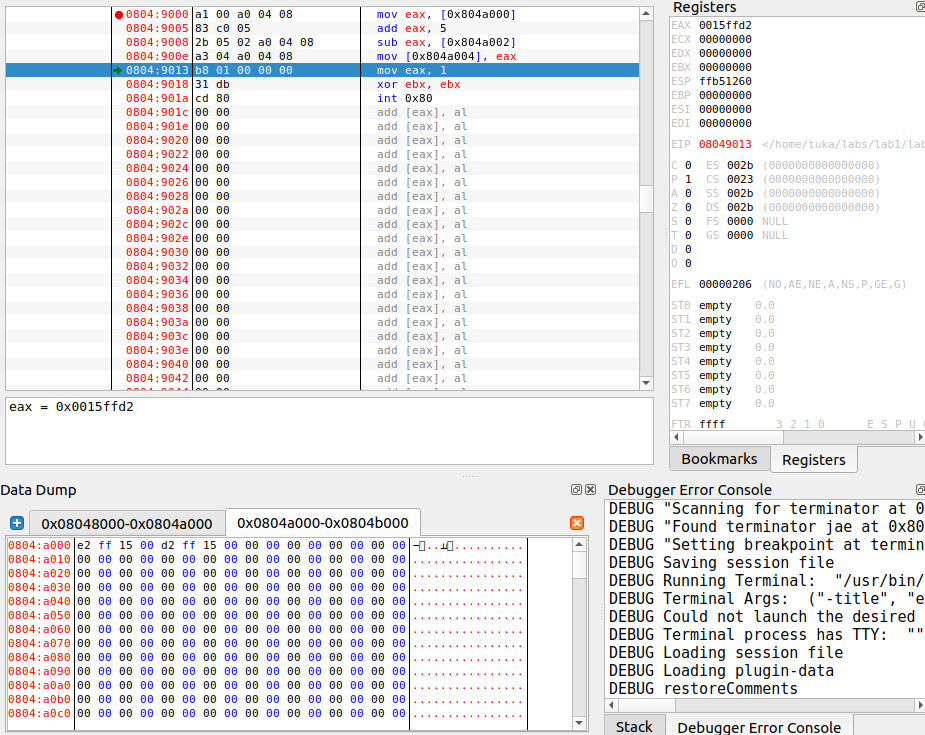 0804:9000 a1 00 a0 04 08 mov eax, [0x804a000]
0804:9005 83 c0 05 add eax, 5
0804:9008 2b 05 02 a0 04 08 sub eax, [0x804a002]
0804:900e a3 04 a0 04 08 mov [0x804a004], eax
0804:9013 b8 01 00 00 00 mov eax, 1
0804:9018 31 db xor ebx, ebx
0804:901a cd 80 int 0x80
0804:901c 00 00 add [eax], al
0804:901e 00 00 add [eax], al
0804:9020 00 00 add [eax], al
0804:9022 00 00 add [eax], al
0804:9024 00 00 add [eax], al
0804:9026 00 00 add [eax], al
0804:9028 00 00 add [eax], al
0804:902a 00 00 add [eax], al
0804:902c 00 00 add [eax], al
0804:902e 00 00 add [eax], al
0804:9030 00 00 add [eax], al
0804:9032 00 00 add [eax], al
0804:9034 00 00 add [eax], al
0804:9036 00 00 add [eax], al
0804:9038 00 00 add [eax], al
0804:903a 00 00 add [eax], al
0804:903c 00 00 add [eax], al
0804:903e 00 00 add [eax], al
0804:9040 00 00 add [eax], al
0804:9042 00 00 add [eax], al
eax = 0x0015ffd2
Registers
EAX 0015ffd2
ECX 00000000
EDX 00000000
EBX 00000000
ESP ffb51260
EBP 00000000
ESI 00000000
EDI 00000000
EIP 08049013 </home/tuka/labs/lab1/lab
C 0 ES 002b (0000000000000000)
P 1 CS 0023 (0000000000000000)
A 0 SS 002b (0000000000000000)
Z 0 DS 002b (0000000000000000)
S 0 FS 0000 NULL
T 0 GS 0000 NULL
D 0
O 0
EFL 00000206 (NO,AE,NE,A,NS,P,GE,G)
ST0 empty 0.0
ST1 empty 0.0
ST2 empty 0.0
ST3 empty 0.0
ST4 empty 0.0
ST5 empty 0.0
ST6 empty 0.0
ST7 empty 0.0
FTR ffff 3 2 1 0 E S P U
Bookmarks Registers
Data Dump
0x08048000-0x0804a000 0x0804a000-0x0804b000
0804:a000 e2 ff 15 00 d2 ff 15 00 00 00 00 00 00 00 00 00
0804:a010 00 00 00 00 00 00 00 00 00 00 00 00 00 00 00 00 ................
0804:a020 00 00 00 00 00 00 00 00 00 00 00 00 00 00 00 00 ................
0804:a030 00 00 00 00 00 00 00 00 00 00 00 00 00 00 00 00 ................
0804:a040 00 00 00 00 00 00 00 00 00 00 00 00 00 00 00 00 ................
0804:a050 00 00 00 00 00 00 00 00 00 00 00 00 00 00 00 00 ................
0804:a060 00 00 00 00 00 00 00 00 00 00 00 00 00 00 00 00 ................
0804:a070 00 00 00 00 00 00 00 00 00 00 00 00 00 00 00 00 ................
0804:a080 00 00 00 00 00 00 00 00 00 00 00 00 00 00 00 00 ................
0804:a090 00 00 00 00 00 00 00 00 00 00 00 00 00 00 00 00 ................
0804:a0a0 00 00 00 00 00 00 00 00 00 00 00 00 00 00 00 00 ................
0804:a0b0 00 00 00 00 00 00 00 00 00 00 00 00 00 00 00 00 ................
0804:a0c0 00 00 00 00 00 00 00 00 00 00 00 00 00 00 00 00 ................
Debugger Error Console
DEBUG "Scanning for terminator at 0
DEBUG "Found terminator jae at 0x80
DEBUG "Setting breakpoint at termin
DEBUG Saving session file
DEBUG Running Terminal: "/usr/bin/
DEBUG Terminal Args: ("-title", "e
DEBUG Could not launch the desired
DEBUG Terminal process has TTY: ""
DEBUG Loading session file
DEBUG Loading plugin-data
DEBUG restoreComments
Stack Debugger Error Console